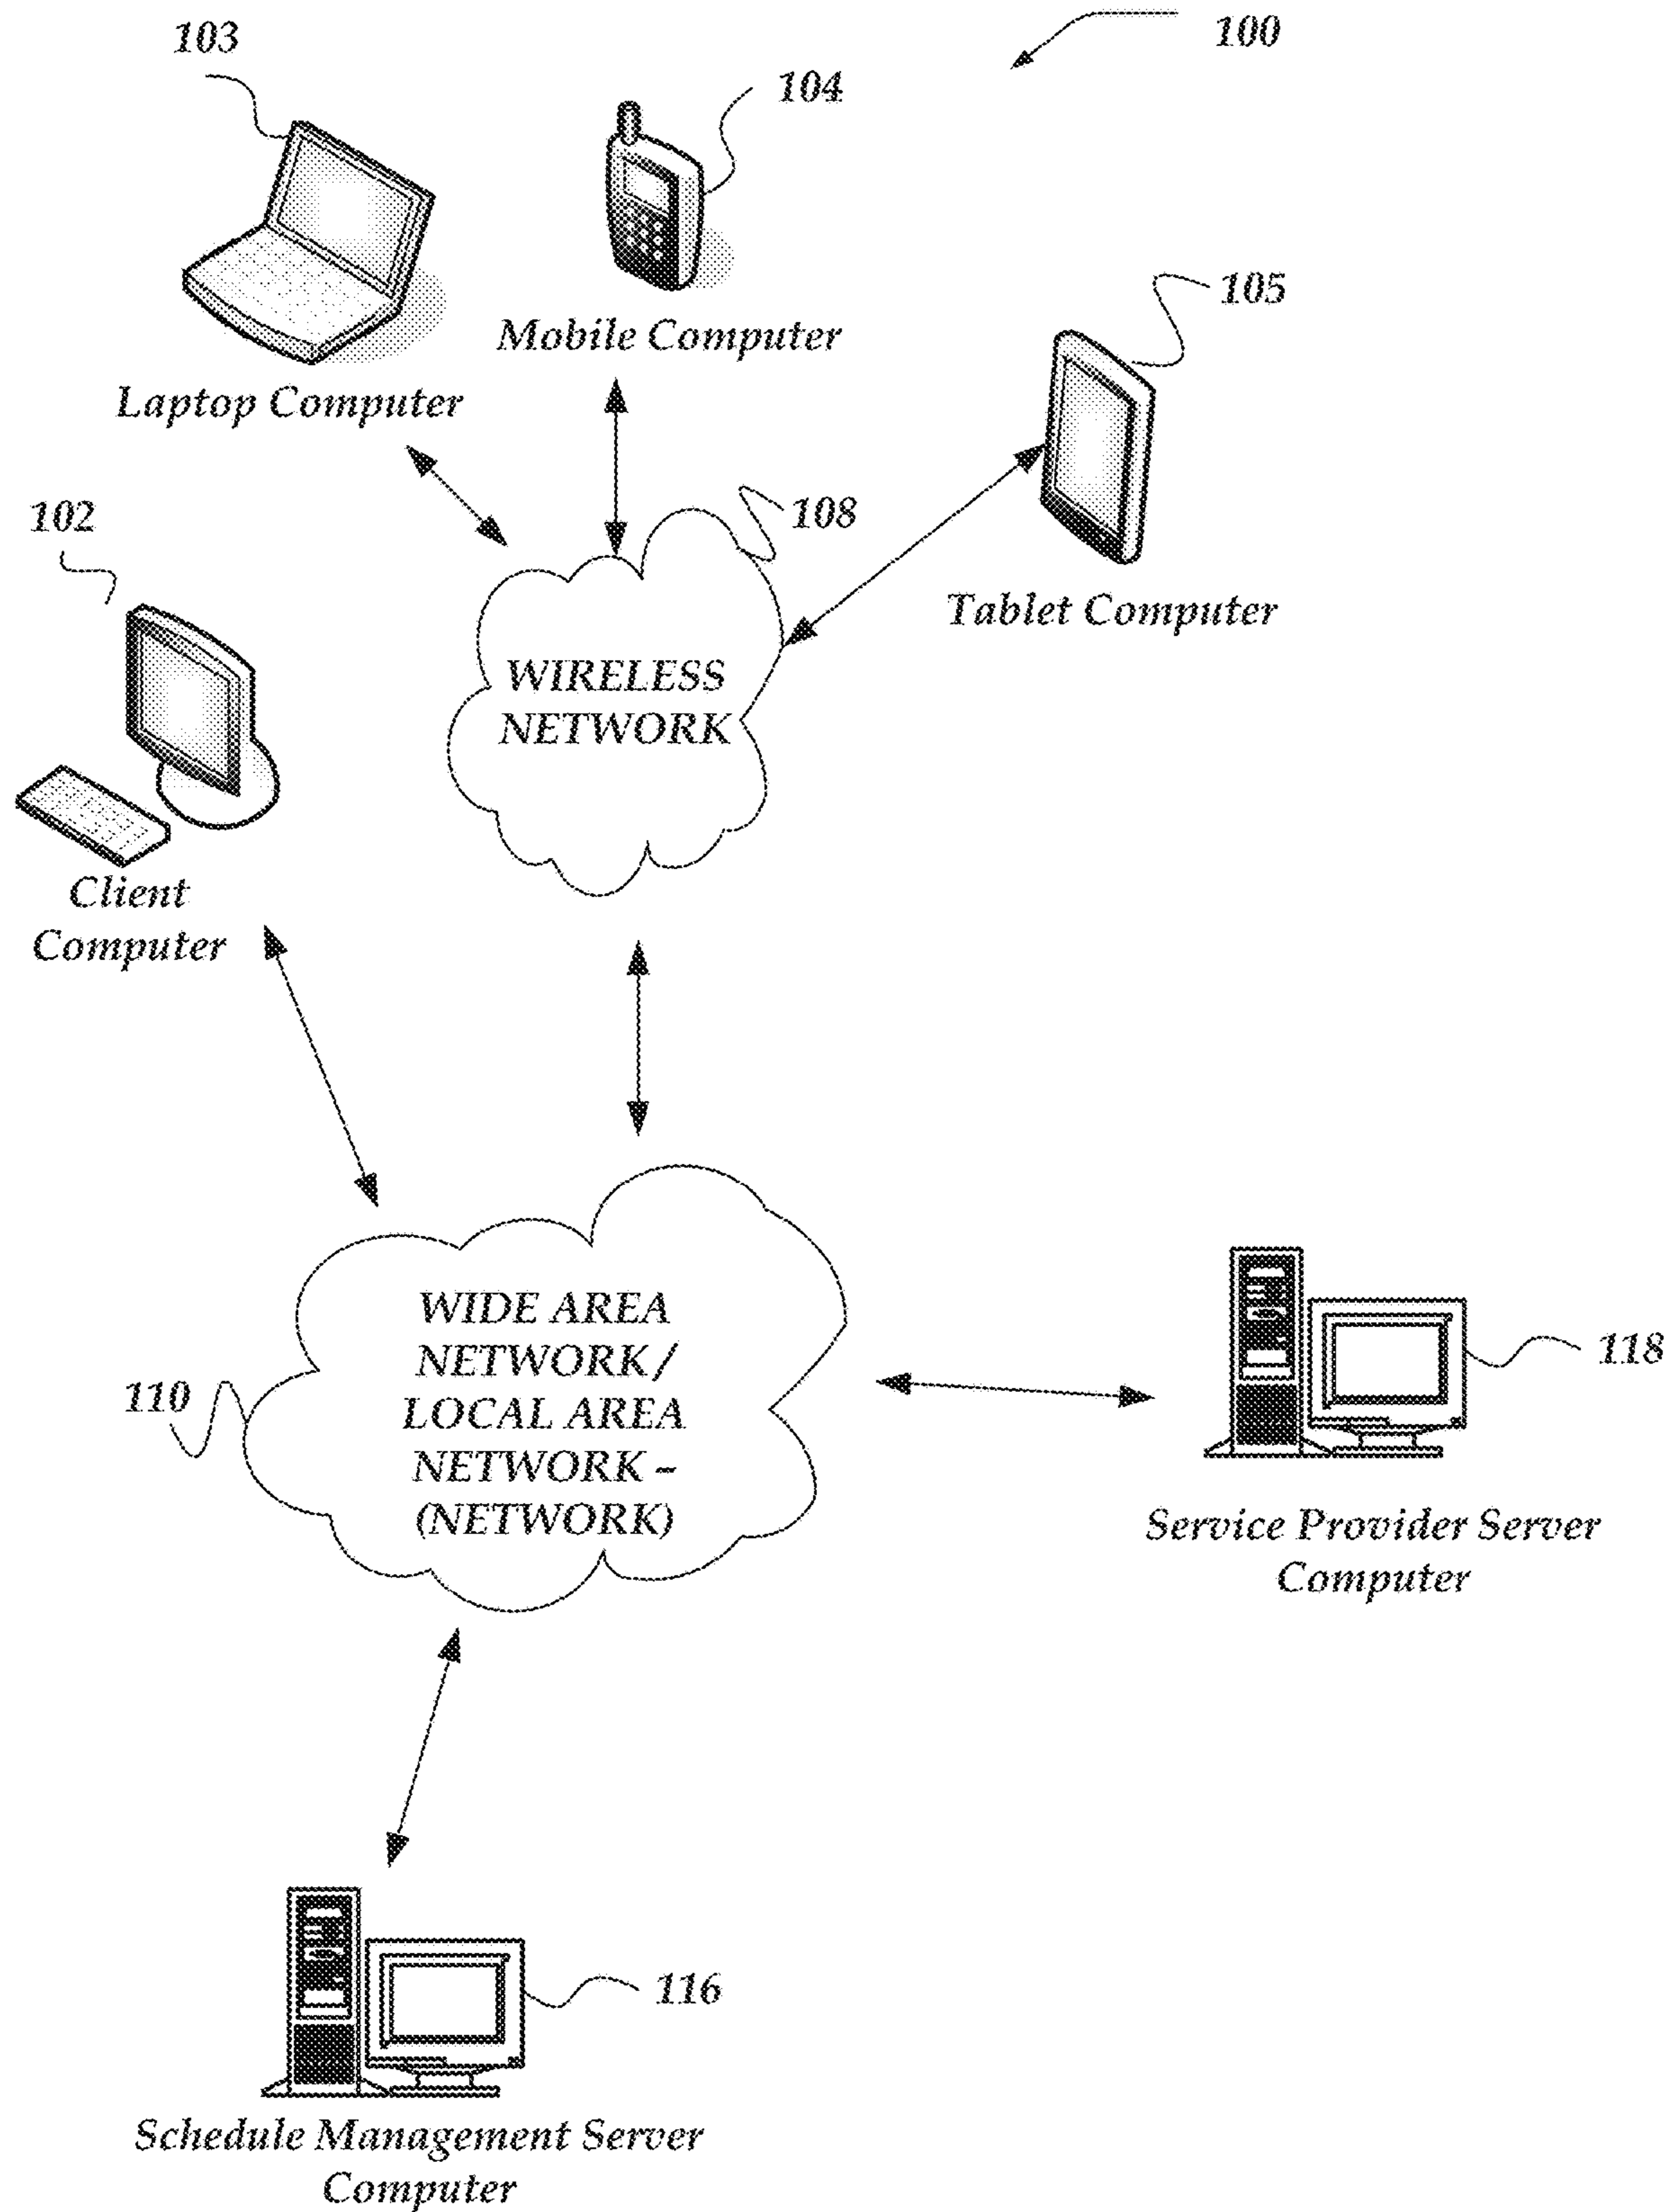 103
100
104
105
Mobile Computer
Laptop Computer
108
102
Tablet Computer
WIRELESS
NETWORK
Client
Computer
WIDE AREA
NETWORK /
LOCAL AREA
NETWORK –
(NETWORK)
110
118
Service Provider Server
Computer
116
Schedule Management Server
Computer